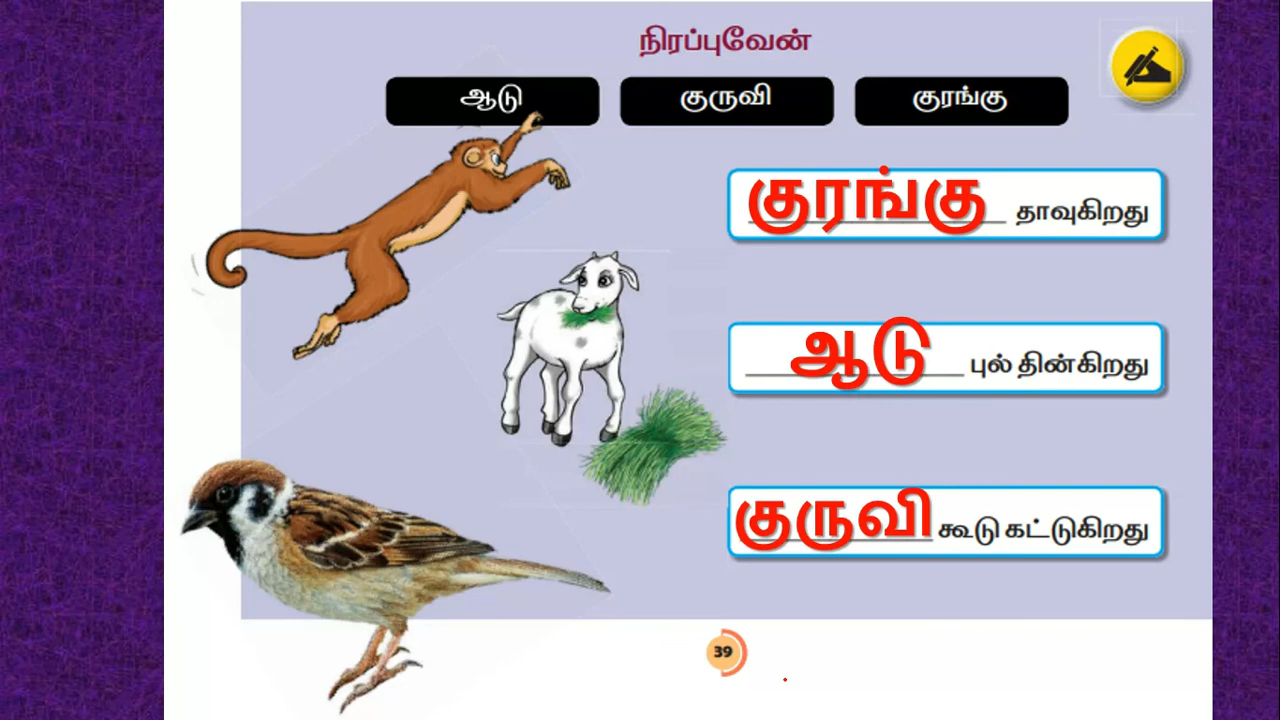 நிரப்புவேன்
ஆடு குருவி குரங்கு
குரங்கு தாவுகிறது
ஆடு புல் தின்கிறது
குருவி கூடு கட்டுகிறது
39